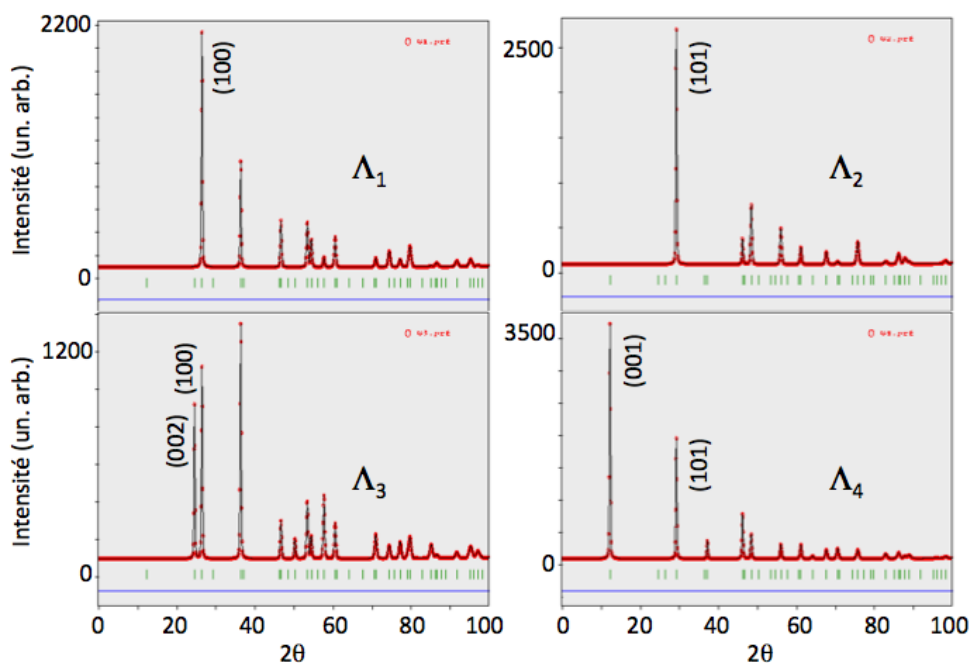 2200
(100)
Λ1
Intensité (un. arb.)
0
2500
(101)
Λ2
0
1200
(100)
(002)
Λ3
Intensité (un. arb.)
0
3500
(001)
(101)
Λ4
0
0 20 40 60 80 100
2θ
0 20 40 60 80 100
2θ